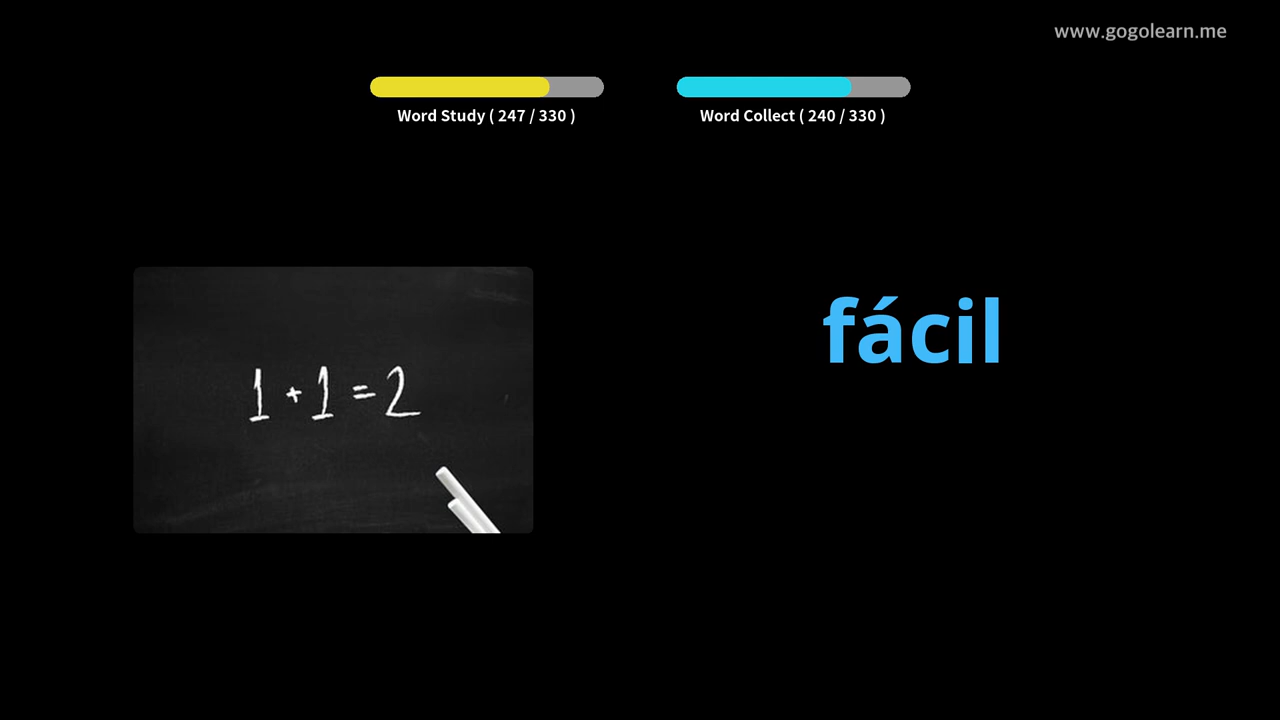 www.gogolearn.me
Word Study ( 247 / 330 )
Word Collect ( 240 / 330 )
fácil
1 + 1 = 2